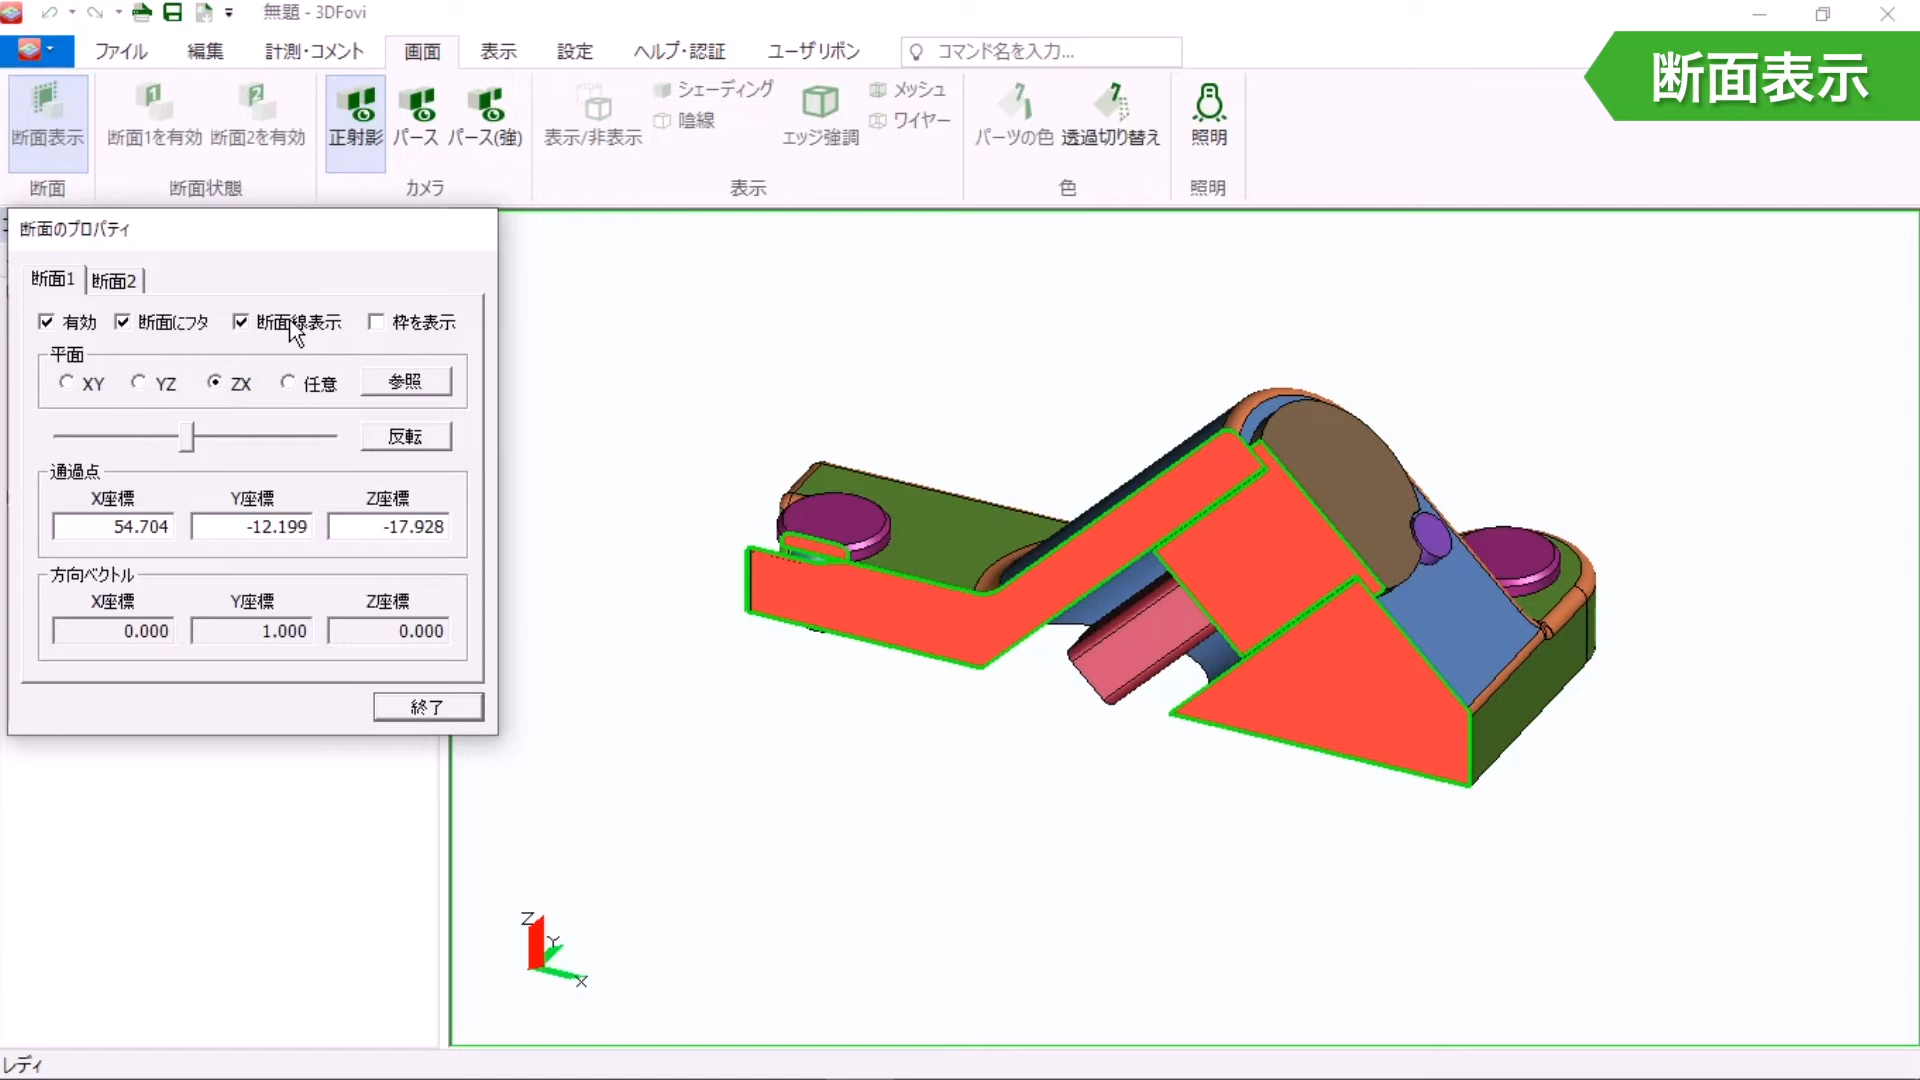 無題 - 3DFovi
ファイル 編集 計測・コメント 画面 表示 設定 ヘルプ・認証 ユーザリボン コマンド名を入力...
断面表示
断面表示 断面1を有効 断面2を有効 正射影 パース パース(強) 表示/非表示 シェーディング 陰線 エッジ強調 メッシュ ワイヤー パーツの色 透過切り替え 照明
断面 断面状態 カメラ 表示 色 照明
断面のプロパティ
断面1 断面2
有効 断面にフタ 断面線表示 枠を表示
平面
XY YZ ZX 任意 参照
反転
通過点
X座標 Y座標 Z座標
54.704 -12.199 -17.928
方向ベクトル
X座標 Y座標 Z座標
0.000 1.000 0.000
終了
Z
Y
X
レディ